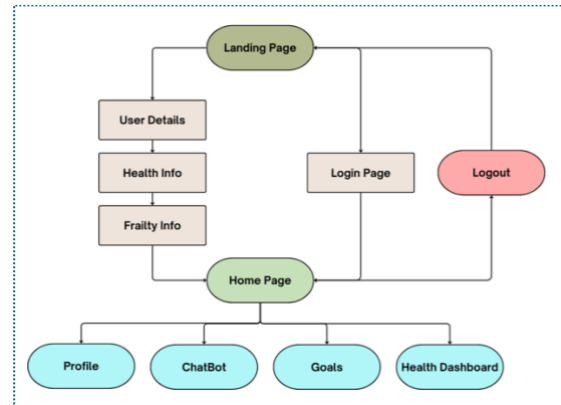 Landing Page
User Details
Health Info
Login Page
Logout
Frailty Info
Home Page
Profile
ChatBot
Goals
Health Dashboard